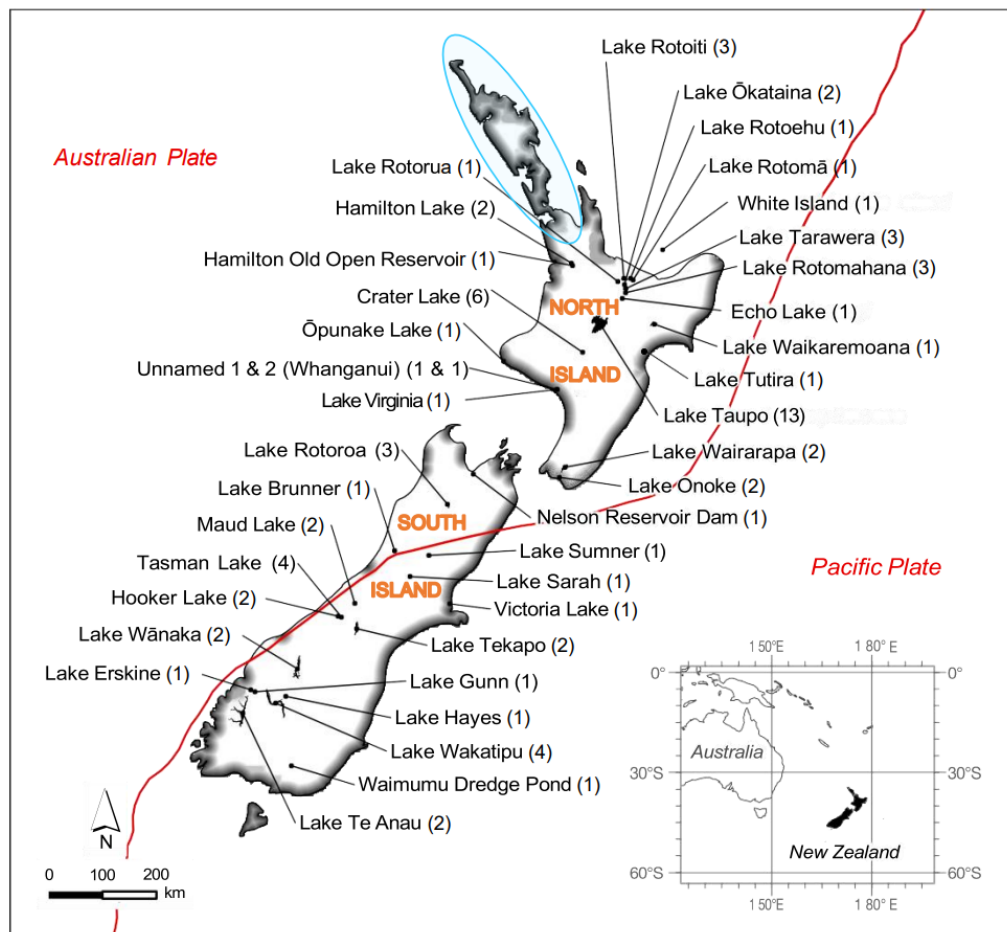 Lake Rotoiti (3)
Lake Ōkataina (2)
Lake Rotoehu (1)
Australian Plate
Lake Rotorua (1)
Lake Rotomā (1)
Hamilton Lake (2)
White Island (1)
Lake Tarawera (3)
Hamilton Old Open Reservoir (1)
Lake Rotomahana (3)
Crater Lake (6)
NORTH
Echo Lake (1)
Ōpunake Lake (1)
Lake Waikaremoana (1)
Unnamed 1 & 2 (Whanganui) (1 & 1)
ISLAND
Lake Tutira (1)
Lake Virginia (1)
Lake Taupo (13)
Lake Rotoroa (3)
Lake Wairarapa (2)
Lake Brunner (1)
Lake Onoke (2)
Maud Lake (2)
SOUTH
Nelson Reservoir Dam (1)
Tasman Lake (4)
Lake Sumner (1)
Pacific Plate
Hooker Lake (2)
ISLAND
Lake Sarah (1)
Victoria Lake (1)
Lake Wānaka (2)
Lake Tekapo (2)
Lake Erskine (1)
Lake Gunn (1)
Lake Hayes (1)
Lake Wakatipu (4)
Waimumu Dredge Pond (1)
Lake Te Anau (2)
N
0 100 200
km
150°E 180°E
0° 0°
Australia
30°S 30°S
New Zealand
60°S 60°S
150°E 180°E